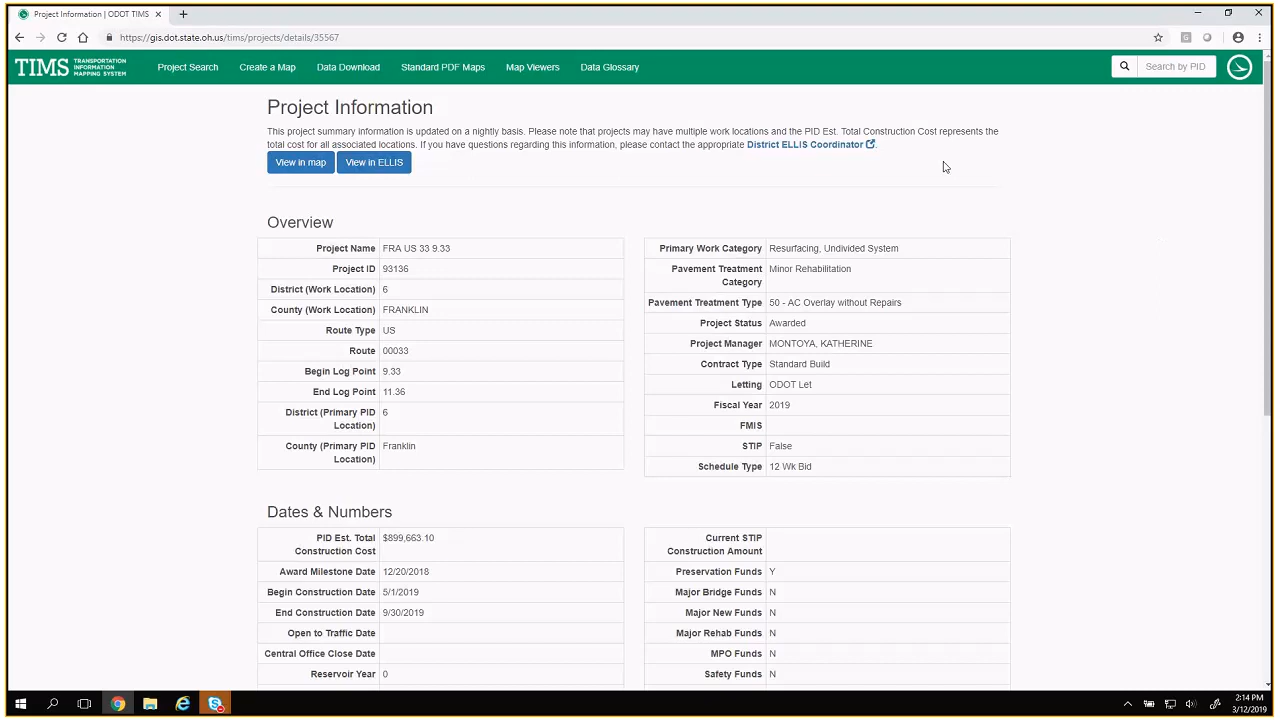 Project Information | ODOT TIMS
https://gis.dot.state.oh.us/tims/projects/details/35567
TIMS TRANSPORTATION INFORMATION MAPPING SYSTEM
Project Search
Create a Map
Data Download
Standard PDF Maps
Map Viewers
Data Glossary
Search by PID
Project Information
This project summary information is updated on a nightly basis. Please note that projects may have multiple work locations and the PID Est. Total Construction Cost represents the
total cost for all associated locations. If you have questions regarding this information, please contact the appropriate District ELLIS Coordinator.
View in map
View in ELLIS
Overview
Project Name FRA US 33 9.33
Project ID 93136
District (Work Location) 6
County (Work Location) FRANKLIN
Route Type US
Route 00033
Begin Log Point 9.33
End Log Point 11.36
District (Primary PID 6
Location)
County (Primary PID Franklin
Location)
Primary Work Category Resurfacing, Undivided System
Pavement Treatment Minor Rehabilitation
Category
Pavement Treatment Type 50 - AC Overlay without Repairs
Project Status Awarded
Project Manager MONTOYA, KATHERINE
Contract Type Standard Build
Letting ODOT Let
Fiscal Year 2019
FMIS
STIP False
Schedule Type 12 Wk Bid
Dates & Numbers
PID Est. Total $899,663.10
Construction Cost
Award Milestone Date 12/20/2018
Begin Construction Date 5/1/2019
End Construction Date 9/30/2019
Open to Traffic Date
Central Office Close Date
Reservoir Year 0
Current STIP
Construction Amount
Preservation Funds Y
Major Bridge Funds N
Major New Funds N
Major Rehab Funds N
MPO Funds N
Safety Funds N
2:14 PM
3/12/2019